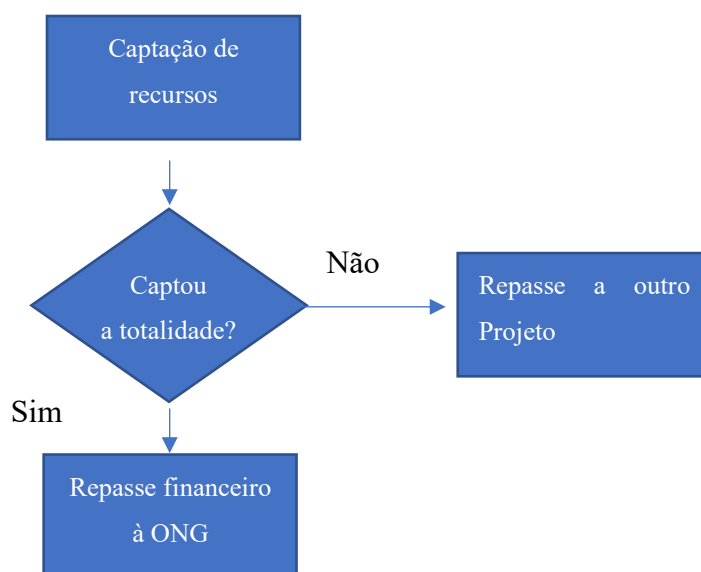 Captação de
recursos
Não
Captou
a totalidade?
Repasse a outro
Projeto
Sim
Repasse financeiro
à ONG